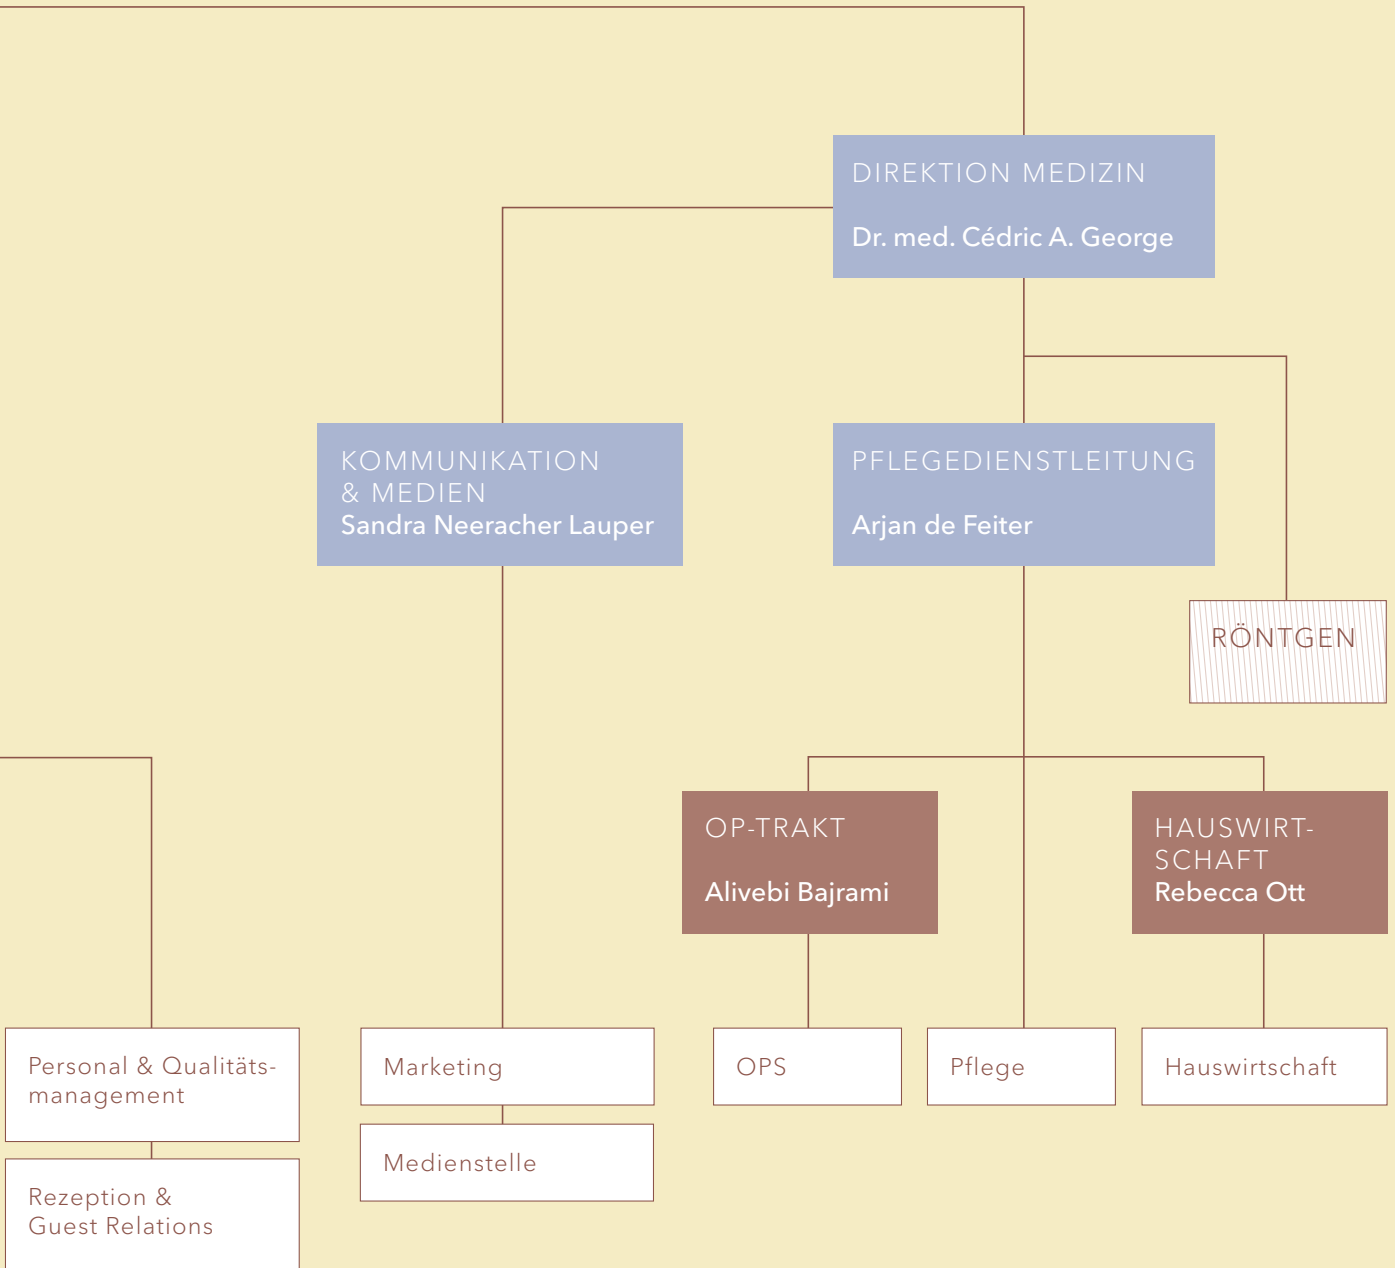 DIREKTION MEDIZIN
Dr. med. Cédric A. George
KOMMUNIKATION
& MEDIEN
Sandra Neeracher Lauper
PFLEGEDIENSTLEITUNG
Arjan de Feiter
RÖNTGEN
OP-TRAKT
Alivebi Bajrami
HAUSWIRT-
SCHAFT
Rebecca Ott
Personal & Qualitäts-
management
Marketing
OPS
Pflege
Hauswirtschaft
Medienstelle
Rezeption &
Guest Relations